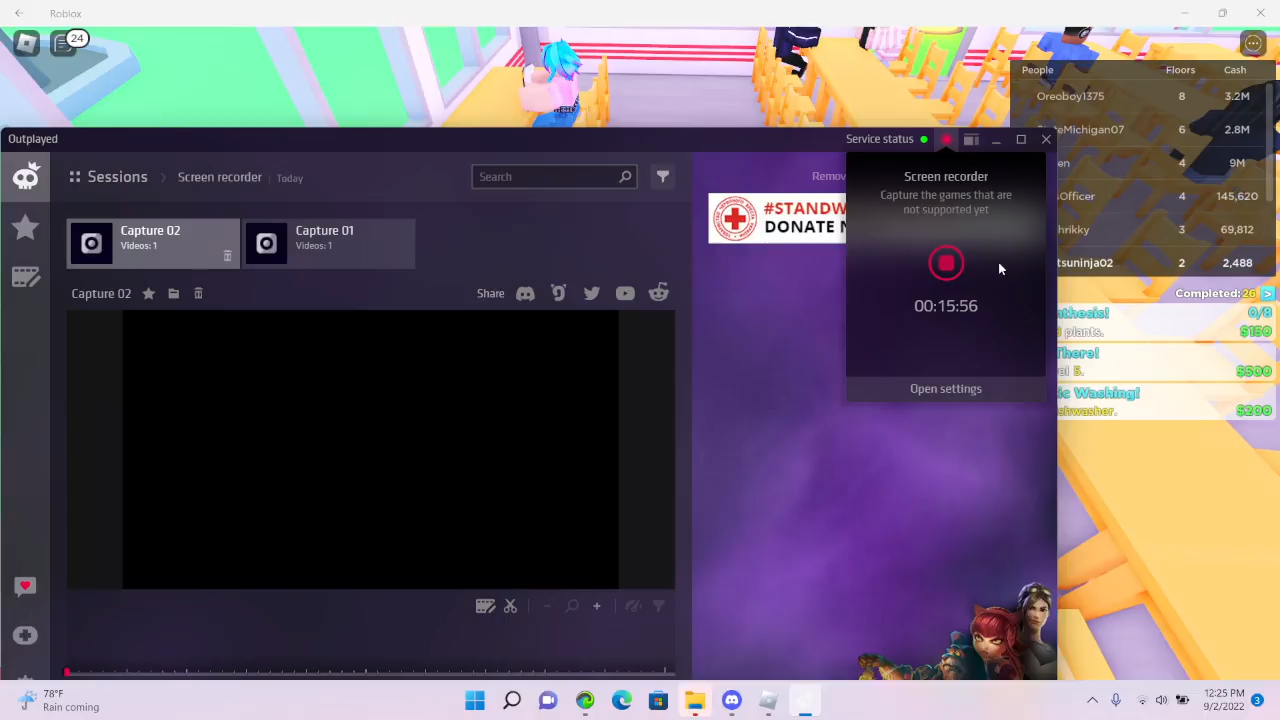 Roblox
24
People Floors Cash
Oreoboy1375 8 3.2M
teMichigan07 6 2.8M
en 4 9M
sOfficer 4 145,620
hrikky 3 69,812
tsuninja02 2 2,488
Completed: 26 >
nthesis! 0/8
plants. $150
There! 
al 5. $500
ic Washing!
shwasher. $200
Outplayed
Service status
Sessions > Screen recorder Today
Search
Remov
Capture 02
Videos: 1
Capture 01
Videos: 1
#STANDW
DONATE N
Screen recorder
Capture the games that are
not supported yet
00:15:56
Open settings
Capture 02
Share
78°F
Rain coming
12:25 PM
9/2/2022
3